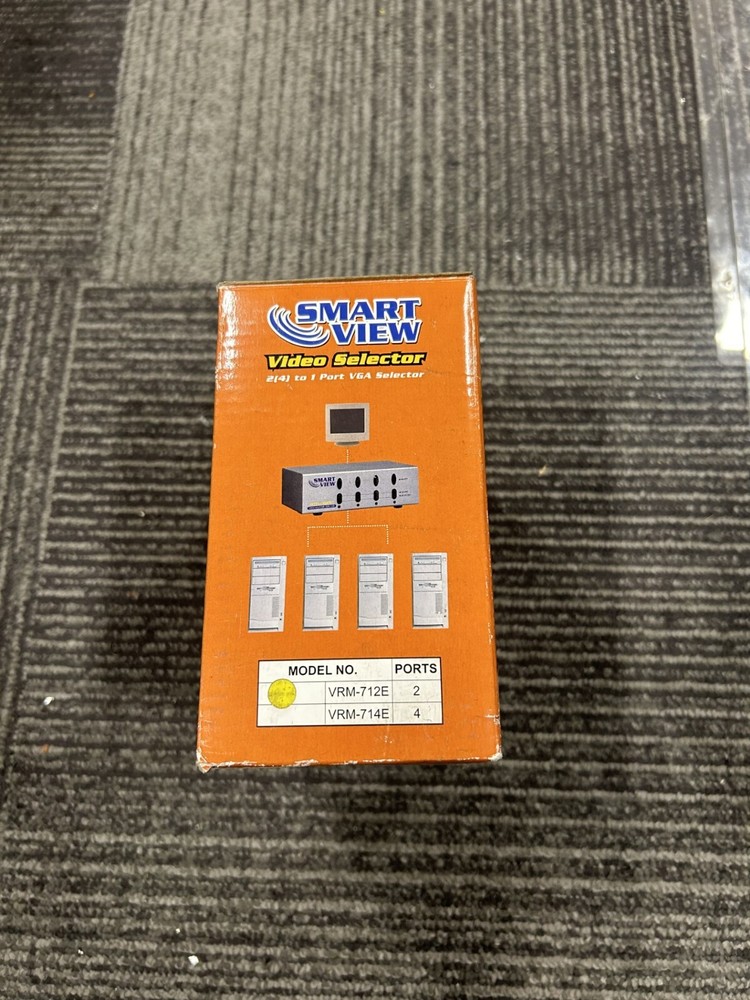 SMART
VIEW
Video Selector
2(4) to 1 Port VGA Selector
SMART
VIEW
MODEL NO. PORTS
VRM-712E 2
VRM-714E 4